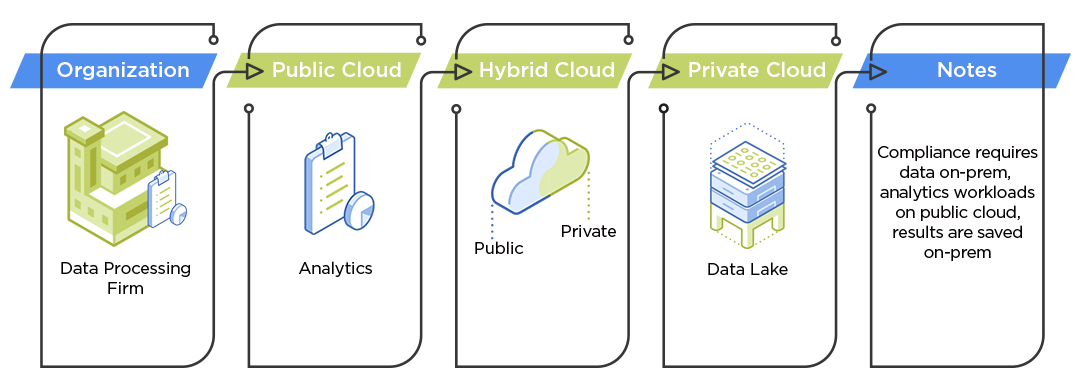 Organization
Public Cloud
Hybrid Cloud
Private Cloud
Notes
Data Processing
Firm
Analytics
Public
Private
Data Lake
Compliance requires
data on-prem,
analytics workloads
on public cloud,
results are saved
on-prem